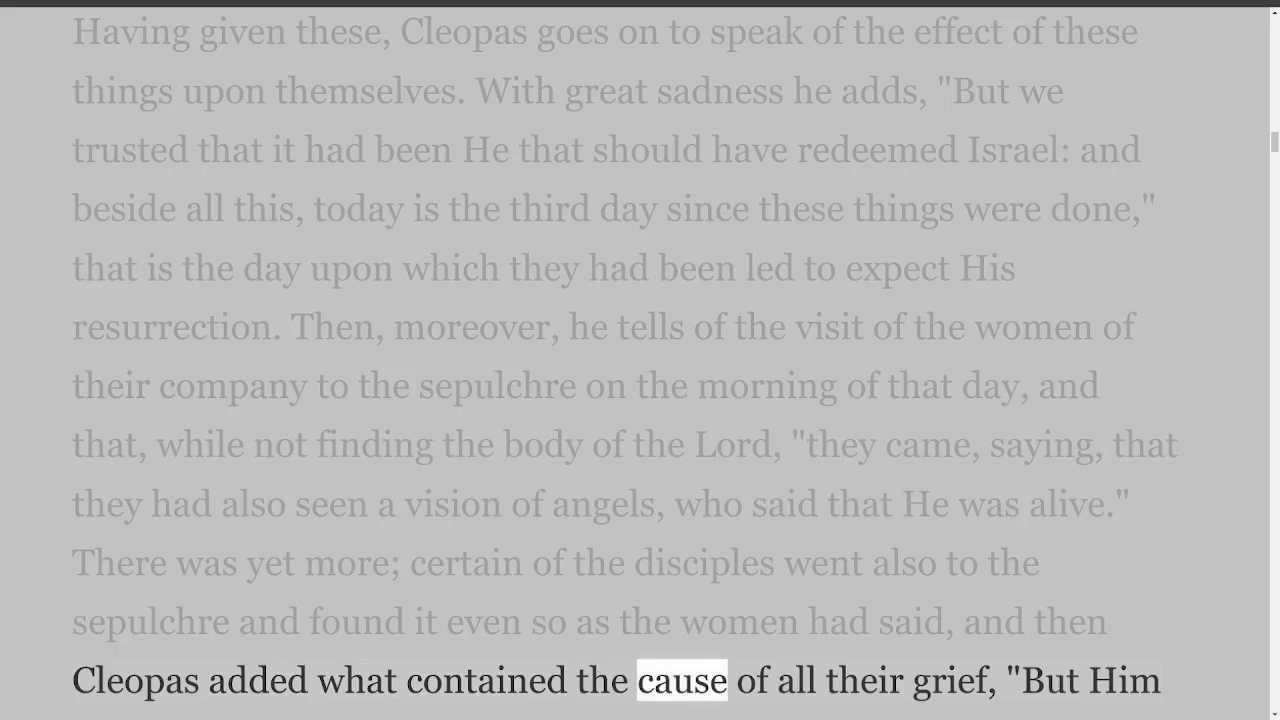 Having given these, Cleopas goes on to speak of the effect of these
things upon themselves. With great sadness he adds, "But we
trusted that it had been He that should have redeemed Israel: and
beside all this, today is the third day since these things were done,"
that is the day upon which they had been led to expect His
resurrection. Then, moreover, he tells of the visit of the women of
their company to the sepulchre on the morning of that day, and
that, while not finding the body of the Lord, "they came, saying, that
they had also seen a vision of angels, who said that He was alive."
There was yet more; certain of the disciples went also to the
sepulchre and found it even so as the women had said, and then
Cleopas added what contained the cause of all their grief, "But Him